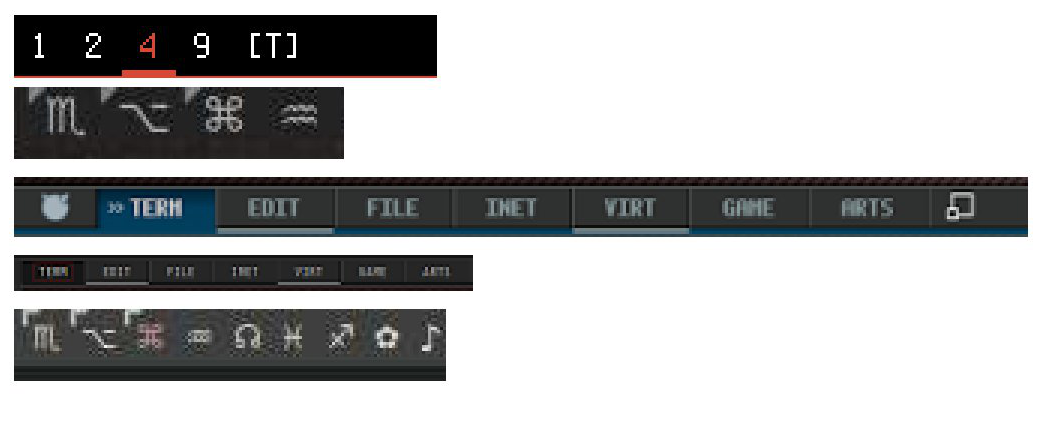 1 2 4 9 [T]
♏ ⌥ ⌘ ♒
» TERM EDIT FILE INET VIRT GAME ARTS
TERM EDIT FILE INET VIRT GAME ARTS
♏ ⌥ ⌘ ♒ ☊ ♓ ♐ ✿ ♪